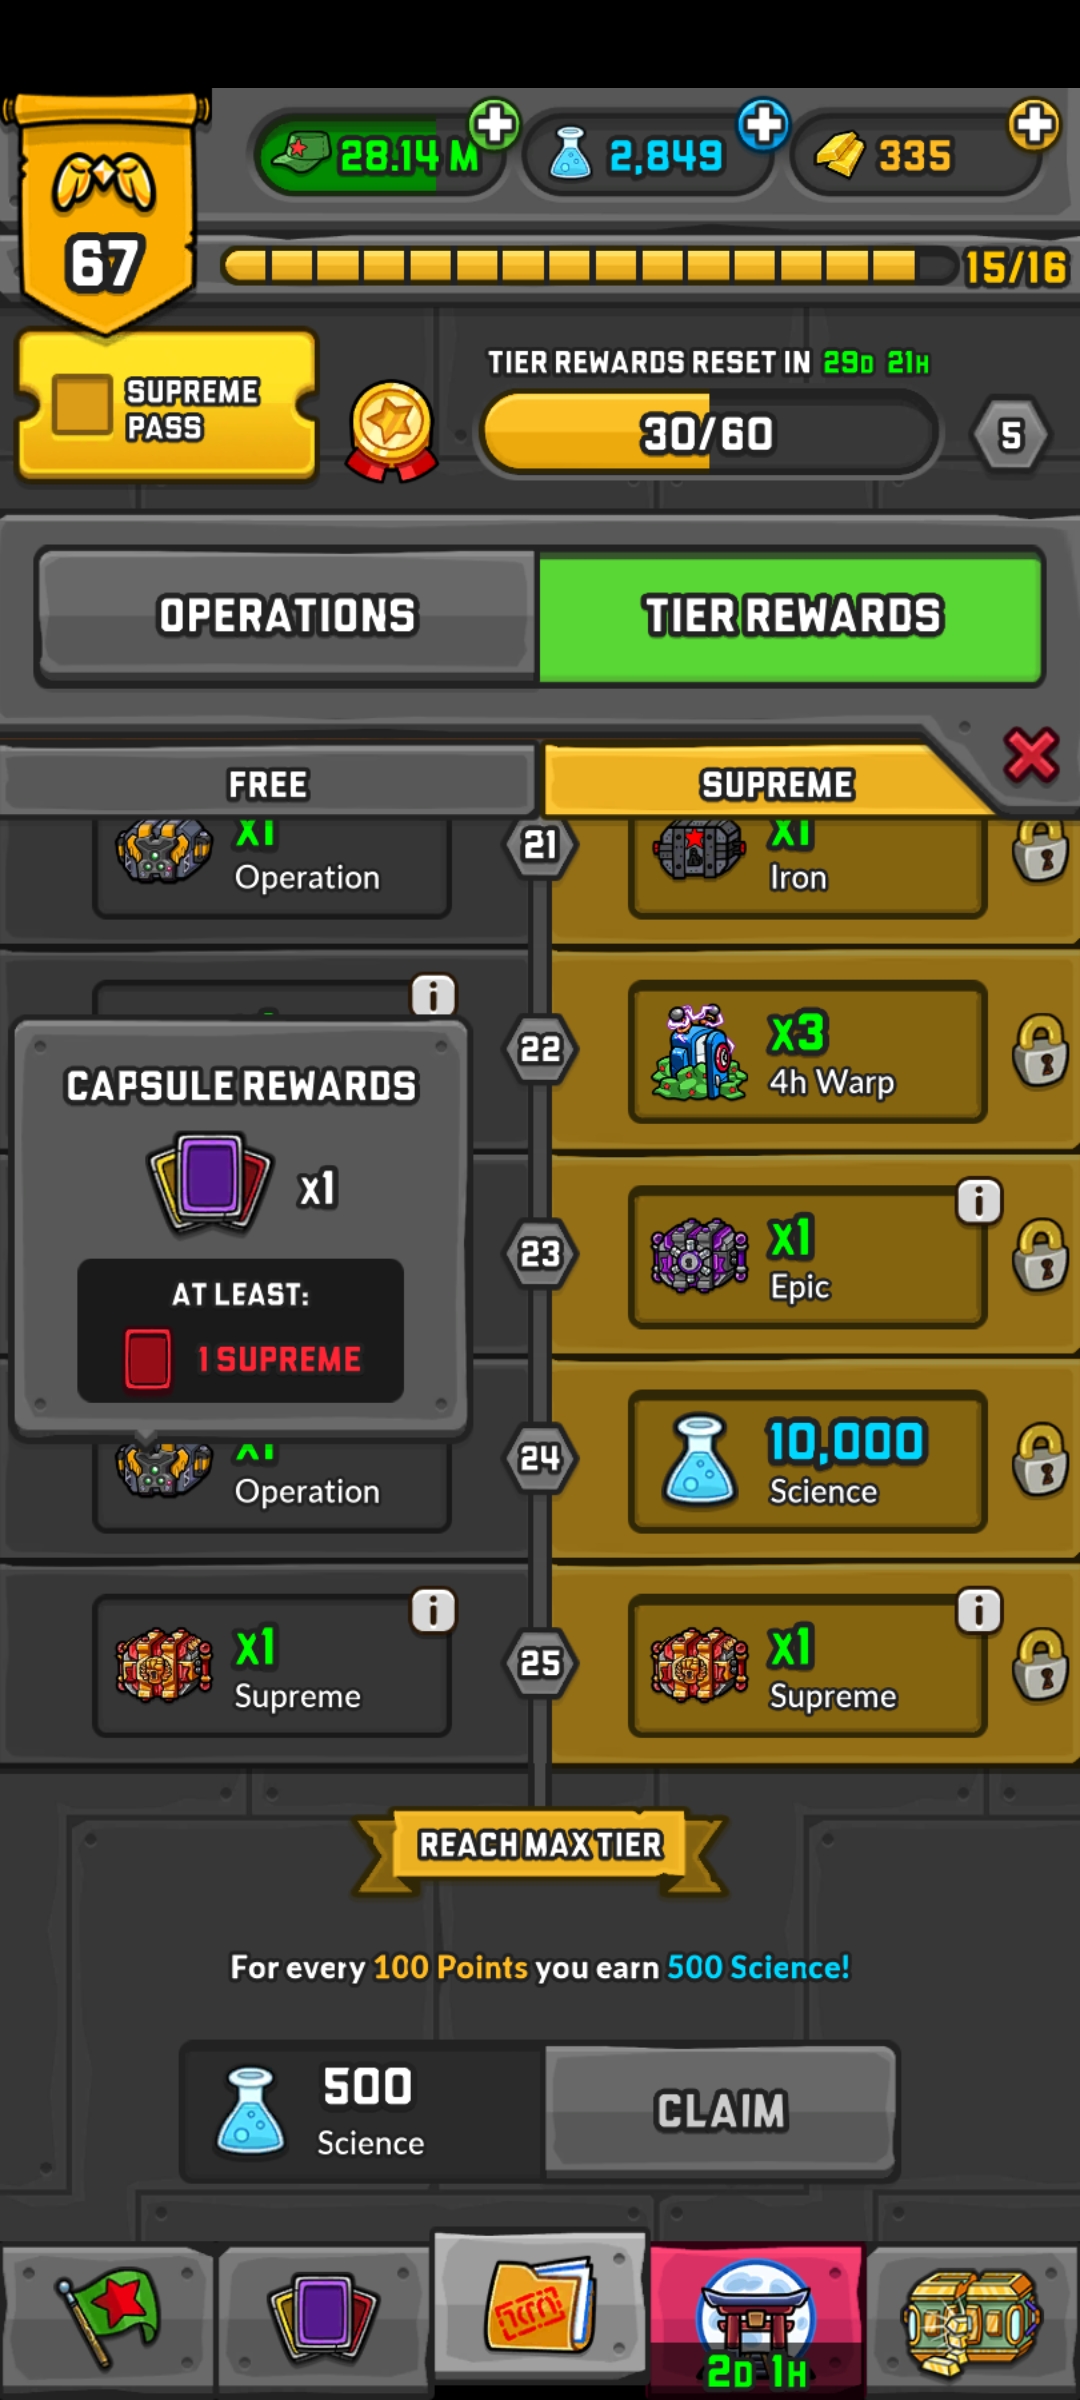 28.14 M
2,849
335
67
15/16
TIER REWARDS RESET IN 29D 21H
SUPREME
PASS
30/60
5
OPERATIONS
TIER REWARDS
FREE
SUPREME
X1
Operation
21
X1
Iron
22
X3
4h Warp
CAPSULE REWARDS
x1
AT LEAST:
1 SUPREME
23
X1
Epic
X1
Operation
24
10,000
Science
X1
Supreme
25
X1
Supreme
REACH MAX TIER
For every 100 Points you earn 500 Science!
500
Science
CLAIM
2D 1H